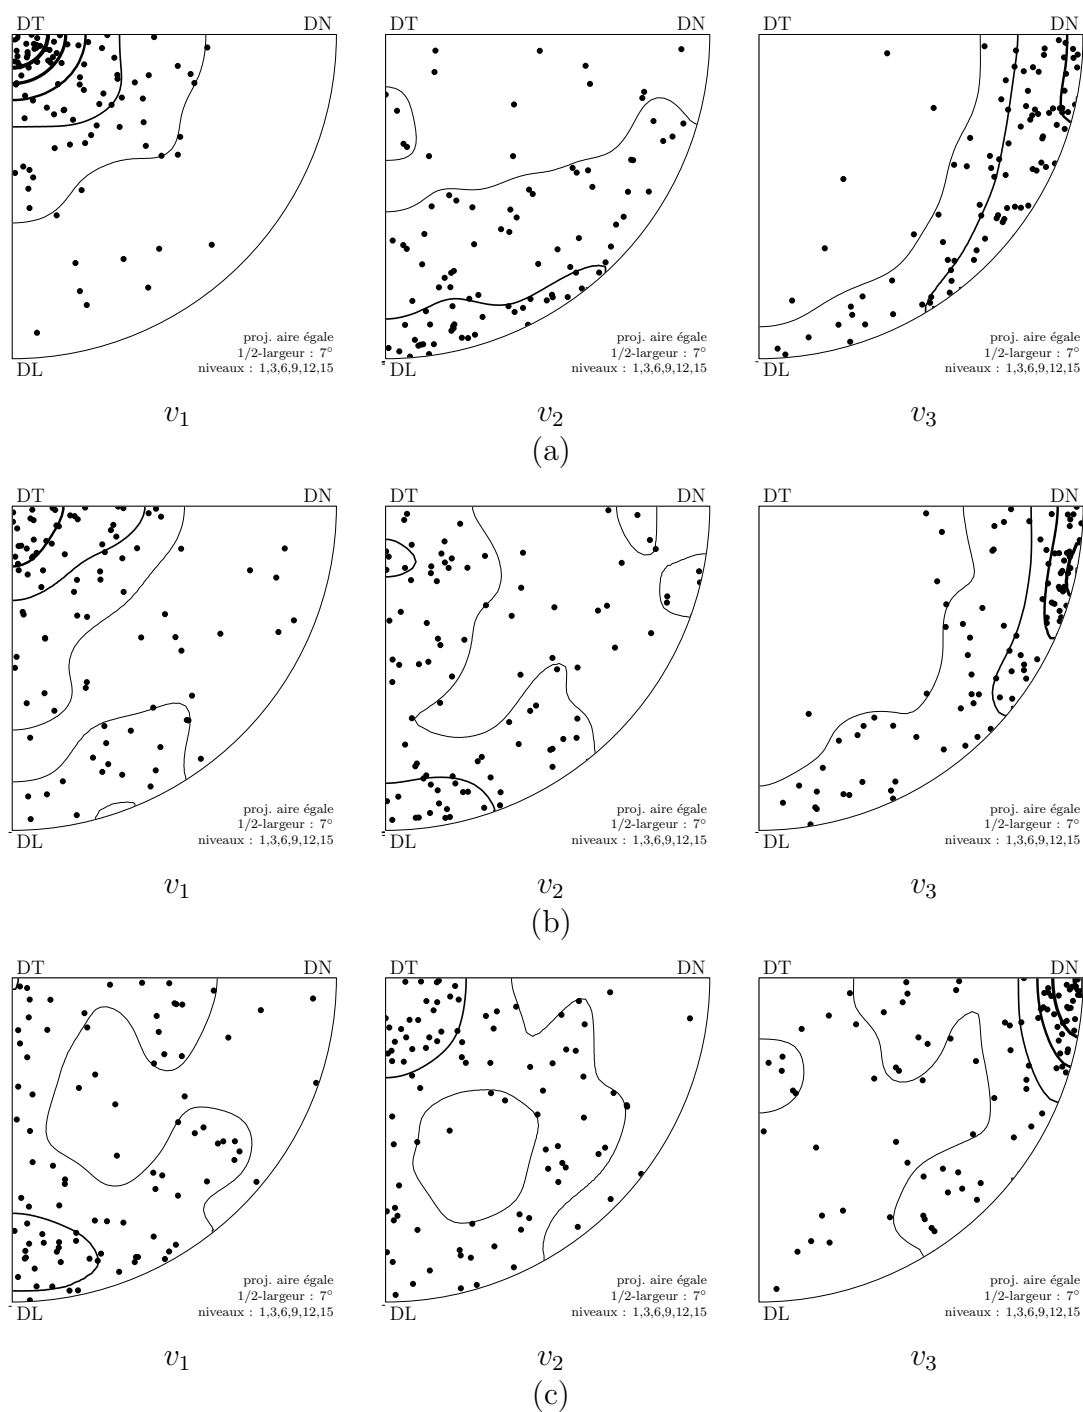 DT DN DT DN DT DN
proj. aire égale proj. aire égale proj. aire égale
1/2-largeur : 7° 1/2-largeur : 7° 1/2-largeur : 7°
DL niveaux : 1,3,6,9,12,15 DL niveaux : 1,3,6,9,12,15 DL niveaux : 1,3,6,9,12,15
v1 v2 v3
(a)
DT DN DT DN DT DN
proj. aire égale proj. aire égale proj. aire égale
1/2-largeur : 7° 1/2-largeur : 7° 1/2-largeur : 7°
DL niveaux : 1,3,6,9,12,15 DL niveaux : 1,3,6,9,12,15 DL niveaux : 1,3,6,9,12,15
v1 v2 v3
(b)
DT DN DT DN DT DN
proj. aire égale proj. aire égale proj. aire égale
1/2-largeur : 7° 1/2-largeur : 7° 1/2-largeur : 7°
DL niveaux : 1,3,6,9,12,15 DL niveaux : 1,3,6,9,12,15 DL niveaux : 1,3,6,9,12,15
v1 v2 v3
(c)